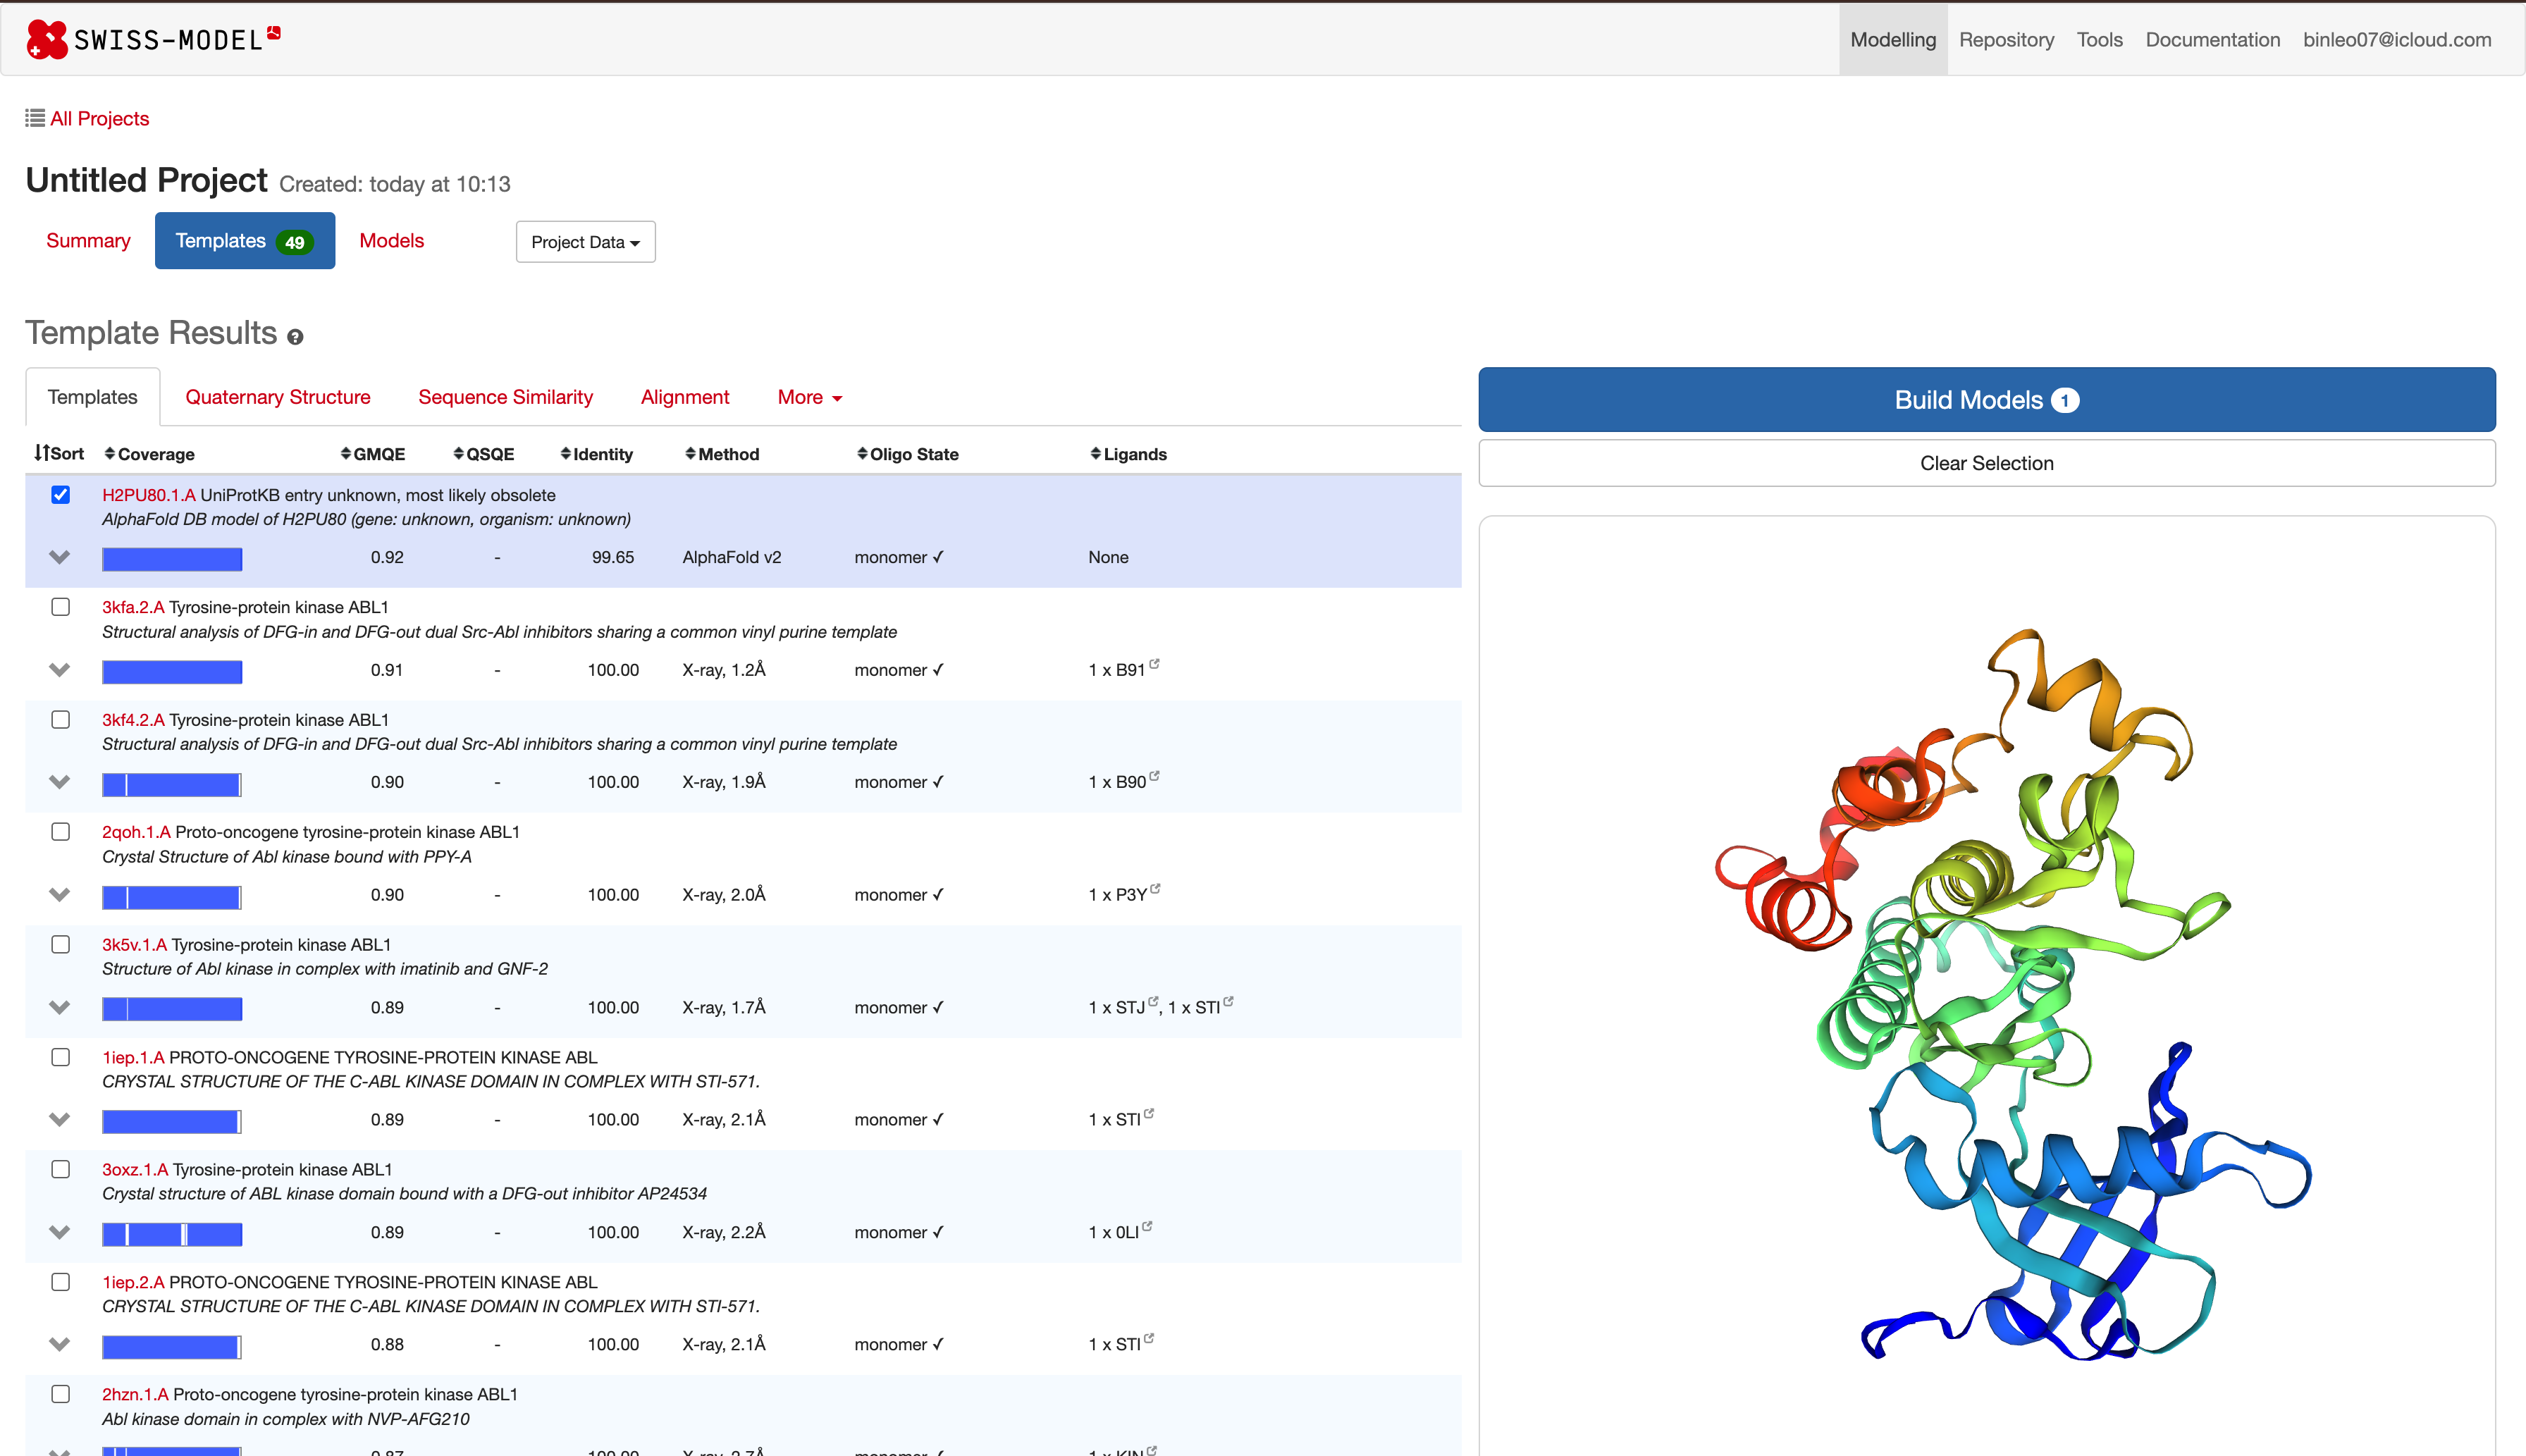 SWISS-MODEL
Modelling Repository Tools Documentation binleo07@icloud.com
All Projects
Untitled Project Created: today at 10:13
Summary Templates 49 Models Project Data
Template Results ?
Templates Quaternary Structure Sequence Similarity Alignment More
Build Models 1
Clear Selection
Sort Coverage GMQE QSQE Identity Method Oligo State Ligands
H2PU80.1.A UniProtKB entry unknown, most likely obsolete
AlphaFold DB model of H2PU80 (gene: unknown, organism: unknown)
0.92 - 99.65 AlphaFold v2 monomer ✓ None
3kfa.2.A Tyrosine-protein kinase ABL1
Structural analysis of DFG-in and DFG-out dual Src-Abl inhibitors sharing a common vinyl purine template
0.91 - 100.00 X-ray, 1.2Å monomer ✓ 1 x B91
3kf4.2.A Tyrosine-protein kinase ABL1
Structural analysis of DFG-in and DFG-out dual Src-Abl inhibitors sharing a common vinyl purine template
0.90 - 100.00 X-ray, 1.9Å monomer ✓ 1 x B90
2qoh.1.A Proto-oncogene tyrosine-protein kinase ABL1
Crystal Structure of Abl kinase bound with PPY-A
0.90 - 100.00 X-ray, 2.0Å monomer ✓ 1 x P3Y
3k5v.1.A Tyrosine-protein kinase ABL1
Structure of Abl kinase in complex with imatinib and GNF-2
0.89 - 100.00 X-ray, 1.7Å monomer ✓ 1 x STJ, 1 x STI
1iep.1.A PROTO-ONCOGENE TYROSINE-PROTEIN KINASE ABL
CRYSTAL STRUCTURE OF THE C-ABL KINASE DOMAIN IN COMPLEX WITH STI-571.
0.89 - 100.00 X-ray, 2.1Å monomer ✓ 1 x STI
3oxz.1.A Tyrosine-protein kinase ABL1
Crystal structure of ABL kinase domain bound with a DFG-out inhibitor AP24534
0.89 - 100.00 X-ray, 2.2Å monomer ✓ 1 x 0LI
1iep.2.A PROTO-ONCOGENE TYROSINE-PROTEIN KINASE ABL
CRYSTAL STRUCTURE OF THE C-ABL KINASE DOMAIN IN COMPLEX WITH STI-571.
0.88 - 100.00 X-ray, 2.1Å monomer ✓ 1 x STI
2hzn.1.A Proto-oncogene tyrosine-protein kinase ABL1
Abl kinase domain in complex with NVP-AFG210